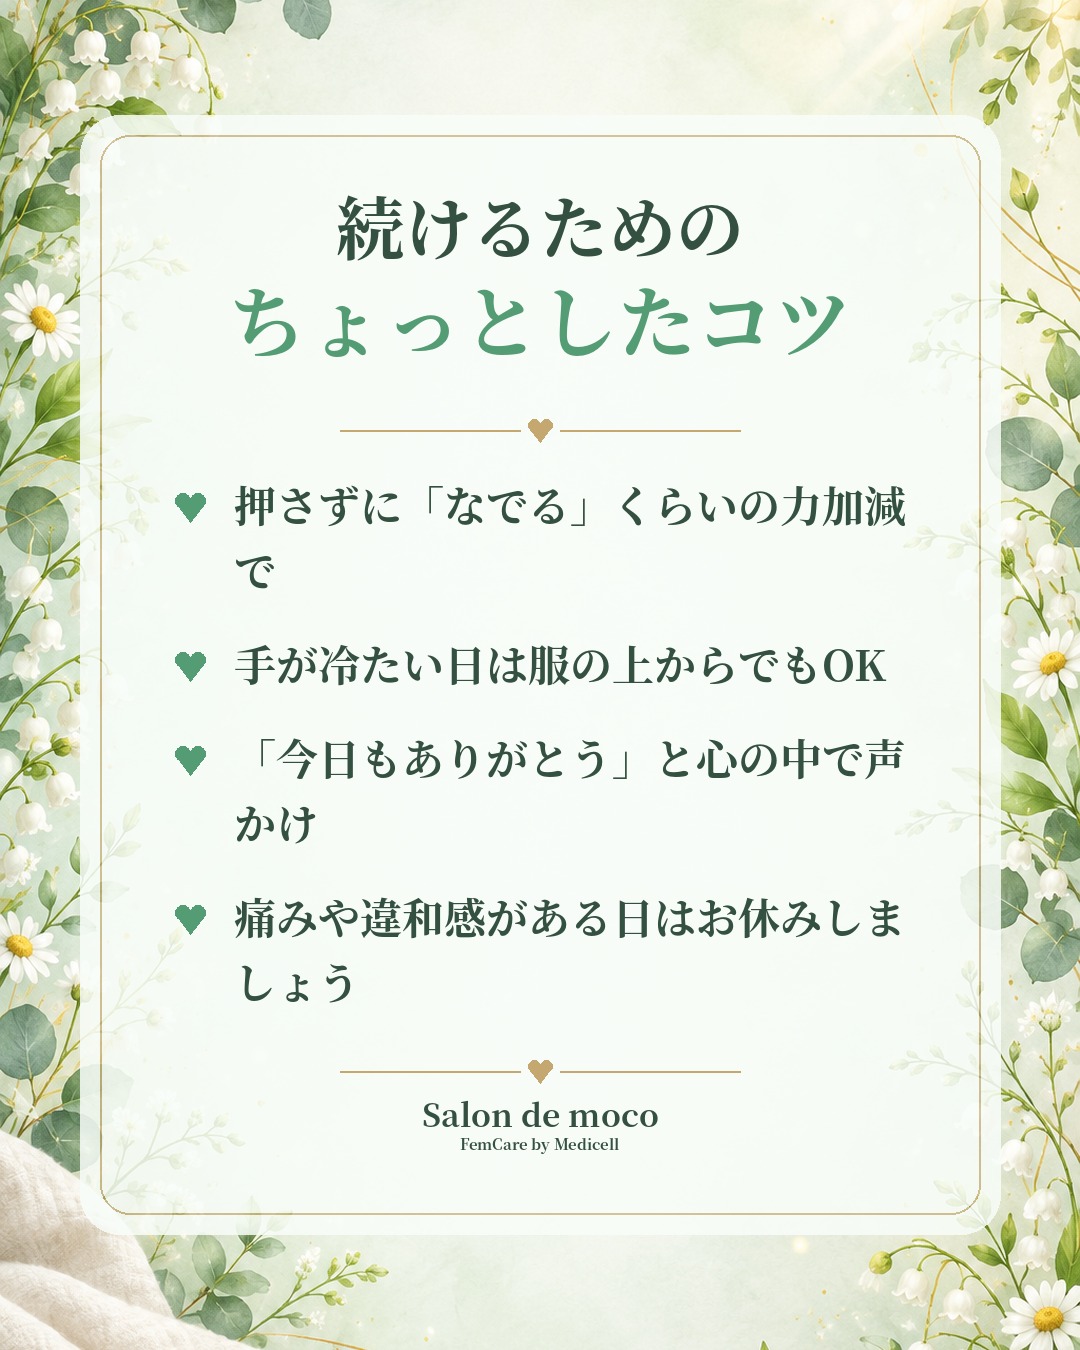 続けるための
ちょっとしたコツ
押さずに「なでる」くらいの力加減
で
手が冷たい日は服の上からでもOK
「今日もありがとう」と心の中で声
かけ
痛みや違和感がある日はお休みしま
しょう
Salon de moco
FemCare by Medicell